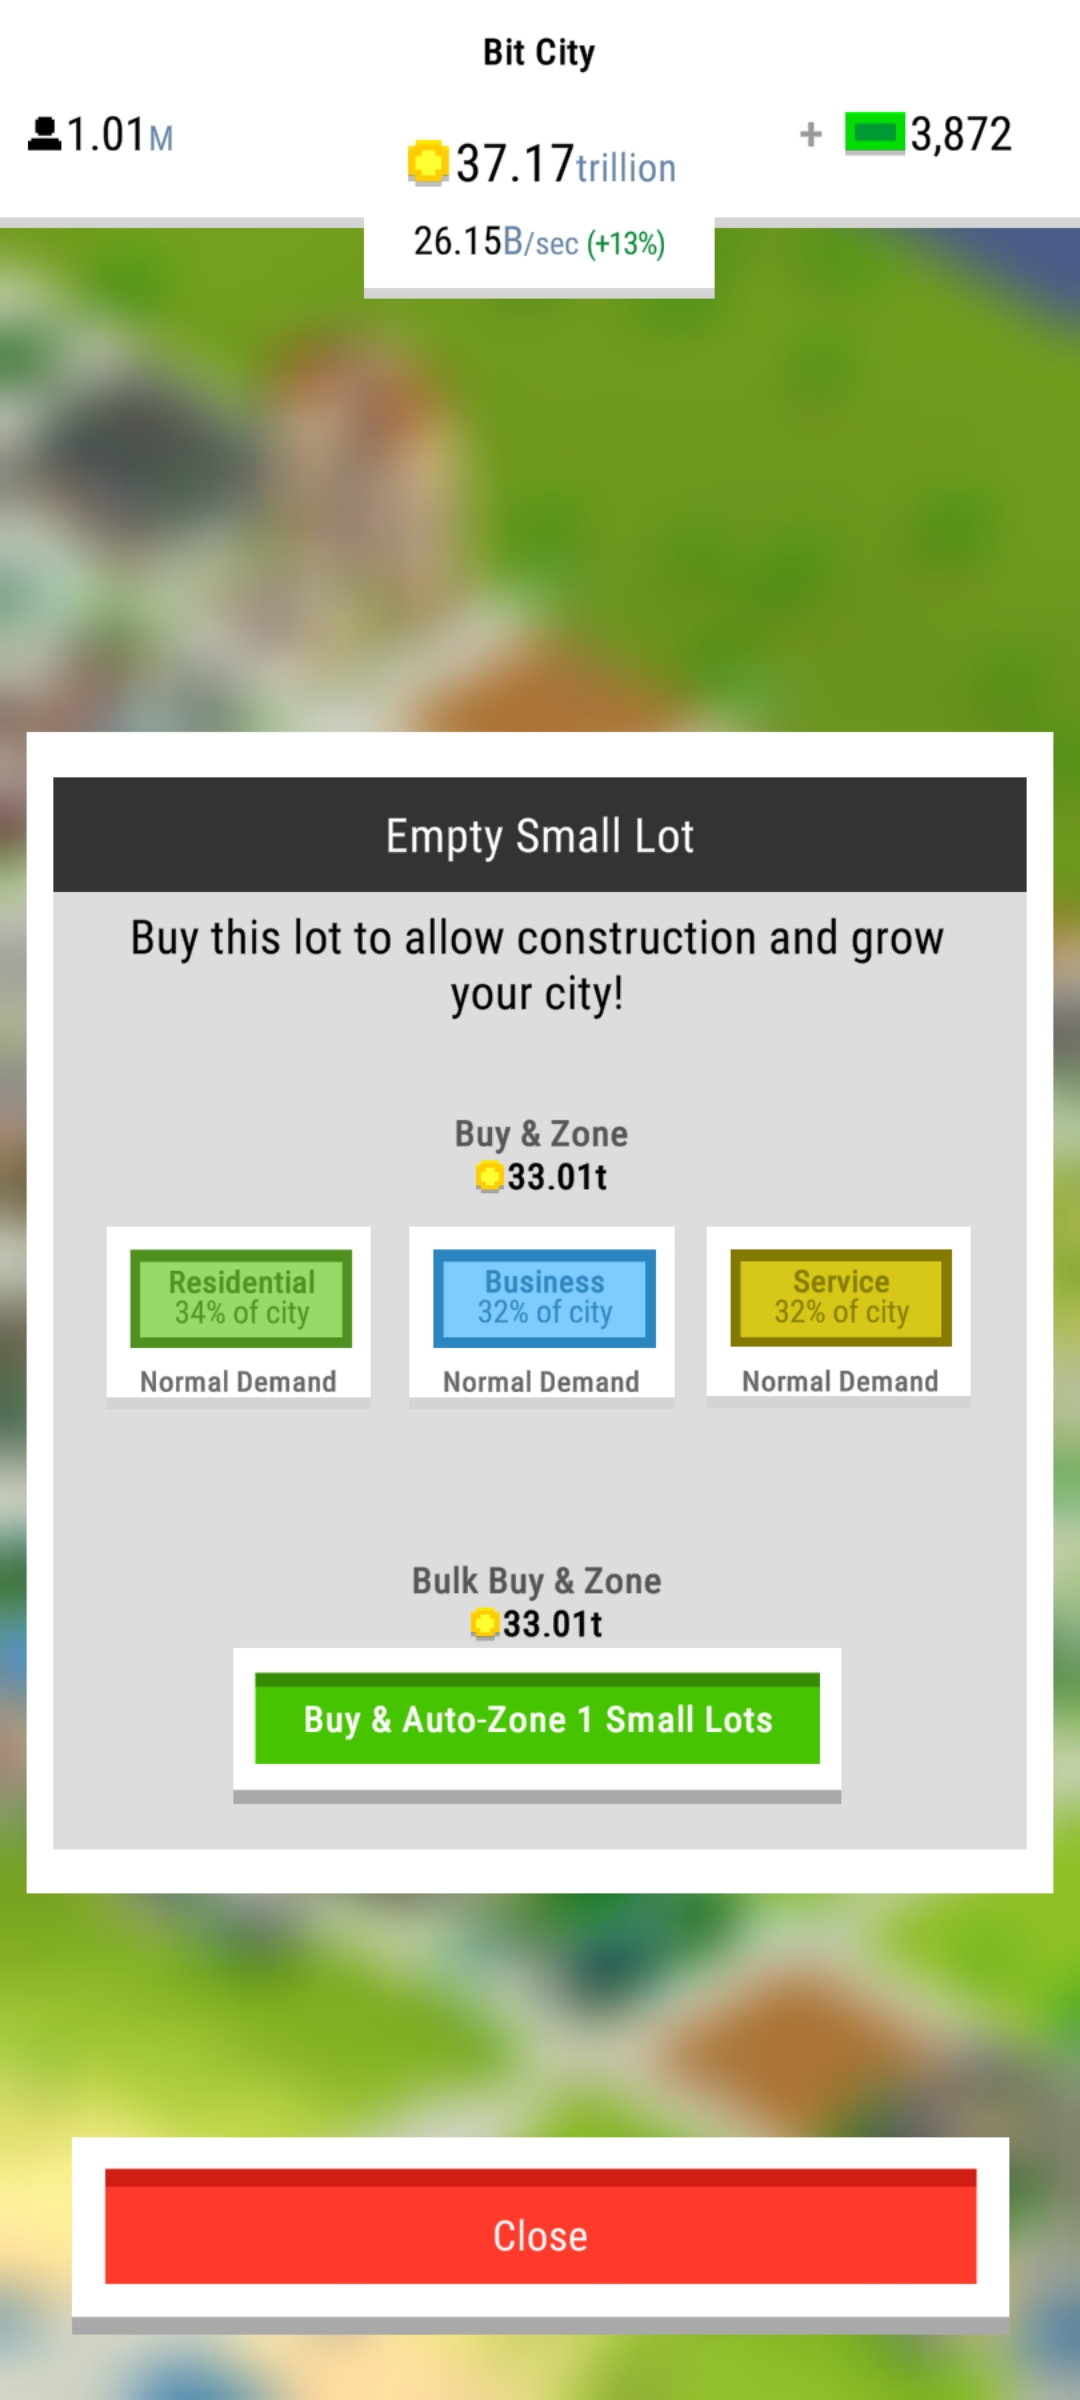 Bit City
1.01M
37.17trillion
+ 3,872
26.15B/sec (+13%)
Empty Small Lot
Buy this lot to allow construction and grow
your city!
Buy & Zone
33.01t
Residential
34% of city
Normal Demand
Business
32% of city
Normal Demand
Service
32% of city
Normal Demand
Bulk Buy & Zone
33.01t
Buy & Auto-Zone 1 Small Lots
Close